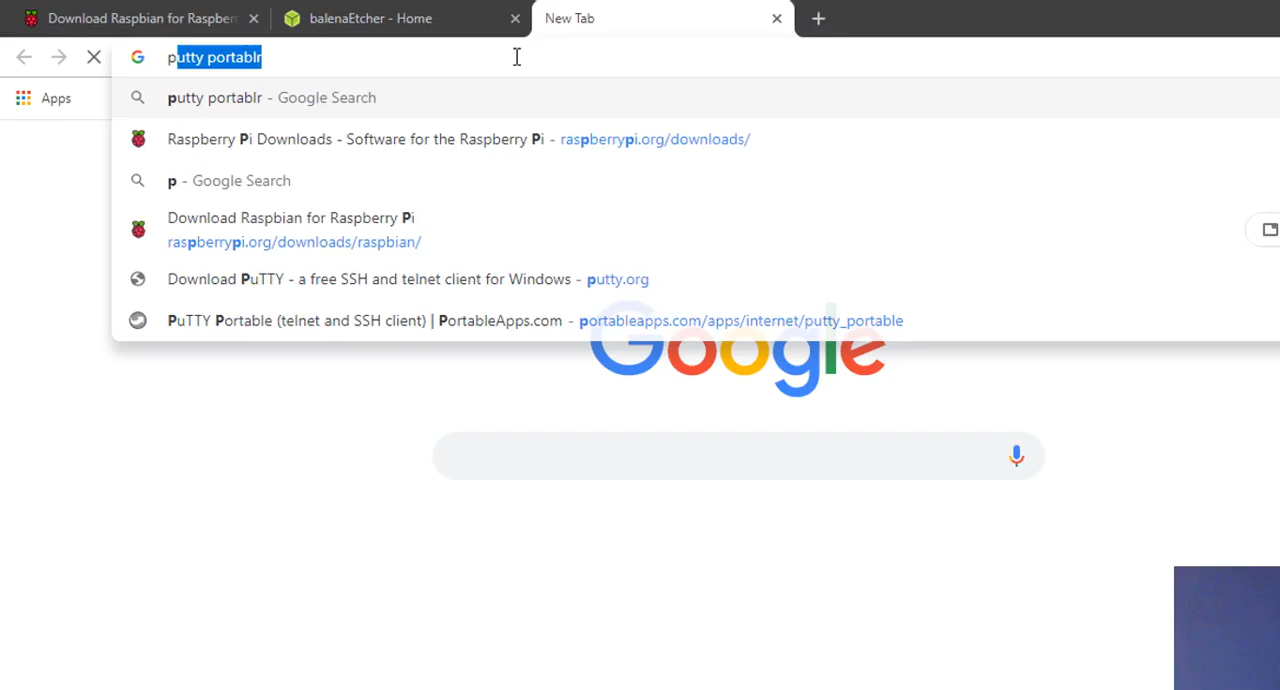 Download Raspbian for Raspber
balenaEtcher - Home
New Tab
putty portablr
Apps
putty portablr - Google Search
Raspberry Pi Downloads - Software for the Raspberry Pi - raspberrypi.org/downloads/
p - Google Search
Download Raspbian for Raspberry Pi
raspberrypi.org/downloads/raspbian/
Download PuTTY - a free SSH and telnet client for Windows - putty.org
PuTTY Portable (telnet and SSH client) | PortableApps.com - portableapps.com/apps/internet/putty_portable
Google